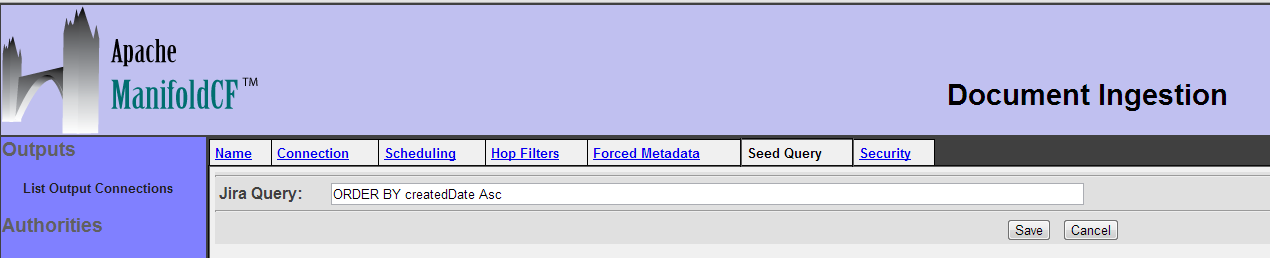 Apache
ManifoldCF™
Document Ingestion
Outputs
List Output Connections
Authorities
Name Connection Scheduling Hop Filters Forced Metadata Seed Query Security
Jira Query: ORDER BY createdDate Asc
Save Cancel